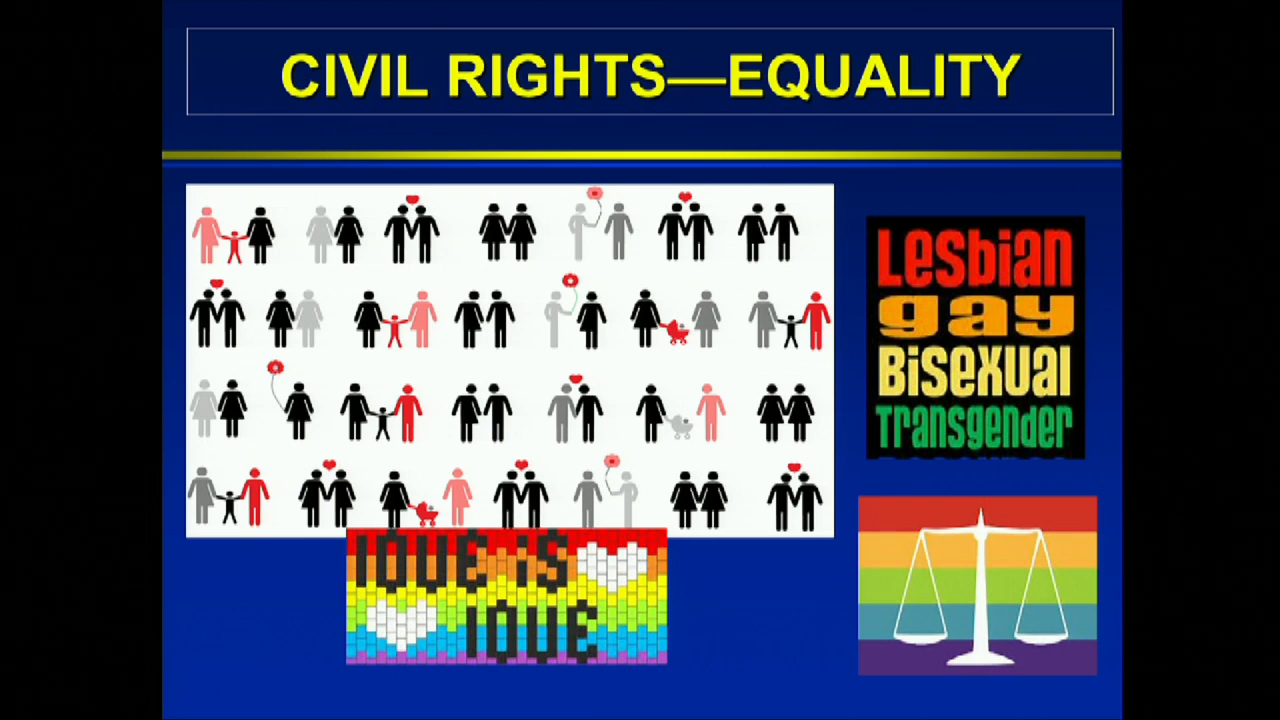 CIVIL RIGHTS—EQUALITY
Lesbian
gay
Bisexual
Transgender
LOVE iS
LOVE